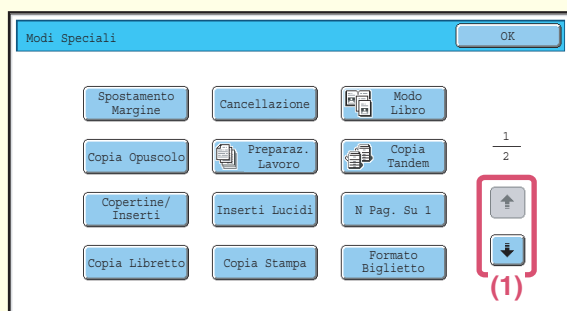 Modi Speciali
OK
Spostamento
Margine
Cancellazione
Modo
Libro
Copia Opuscolo
Preparaz.
Lavoro
Copia
Tandem
1
2
Copertine/
Inserti
Inserti Lucidi
N Pag. Su 1
Copia Libretto
Copia Stampa
Formato
Biglietto
(1)